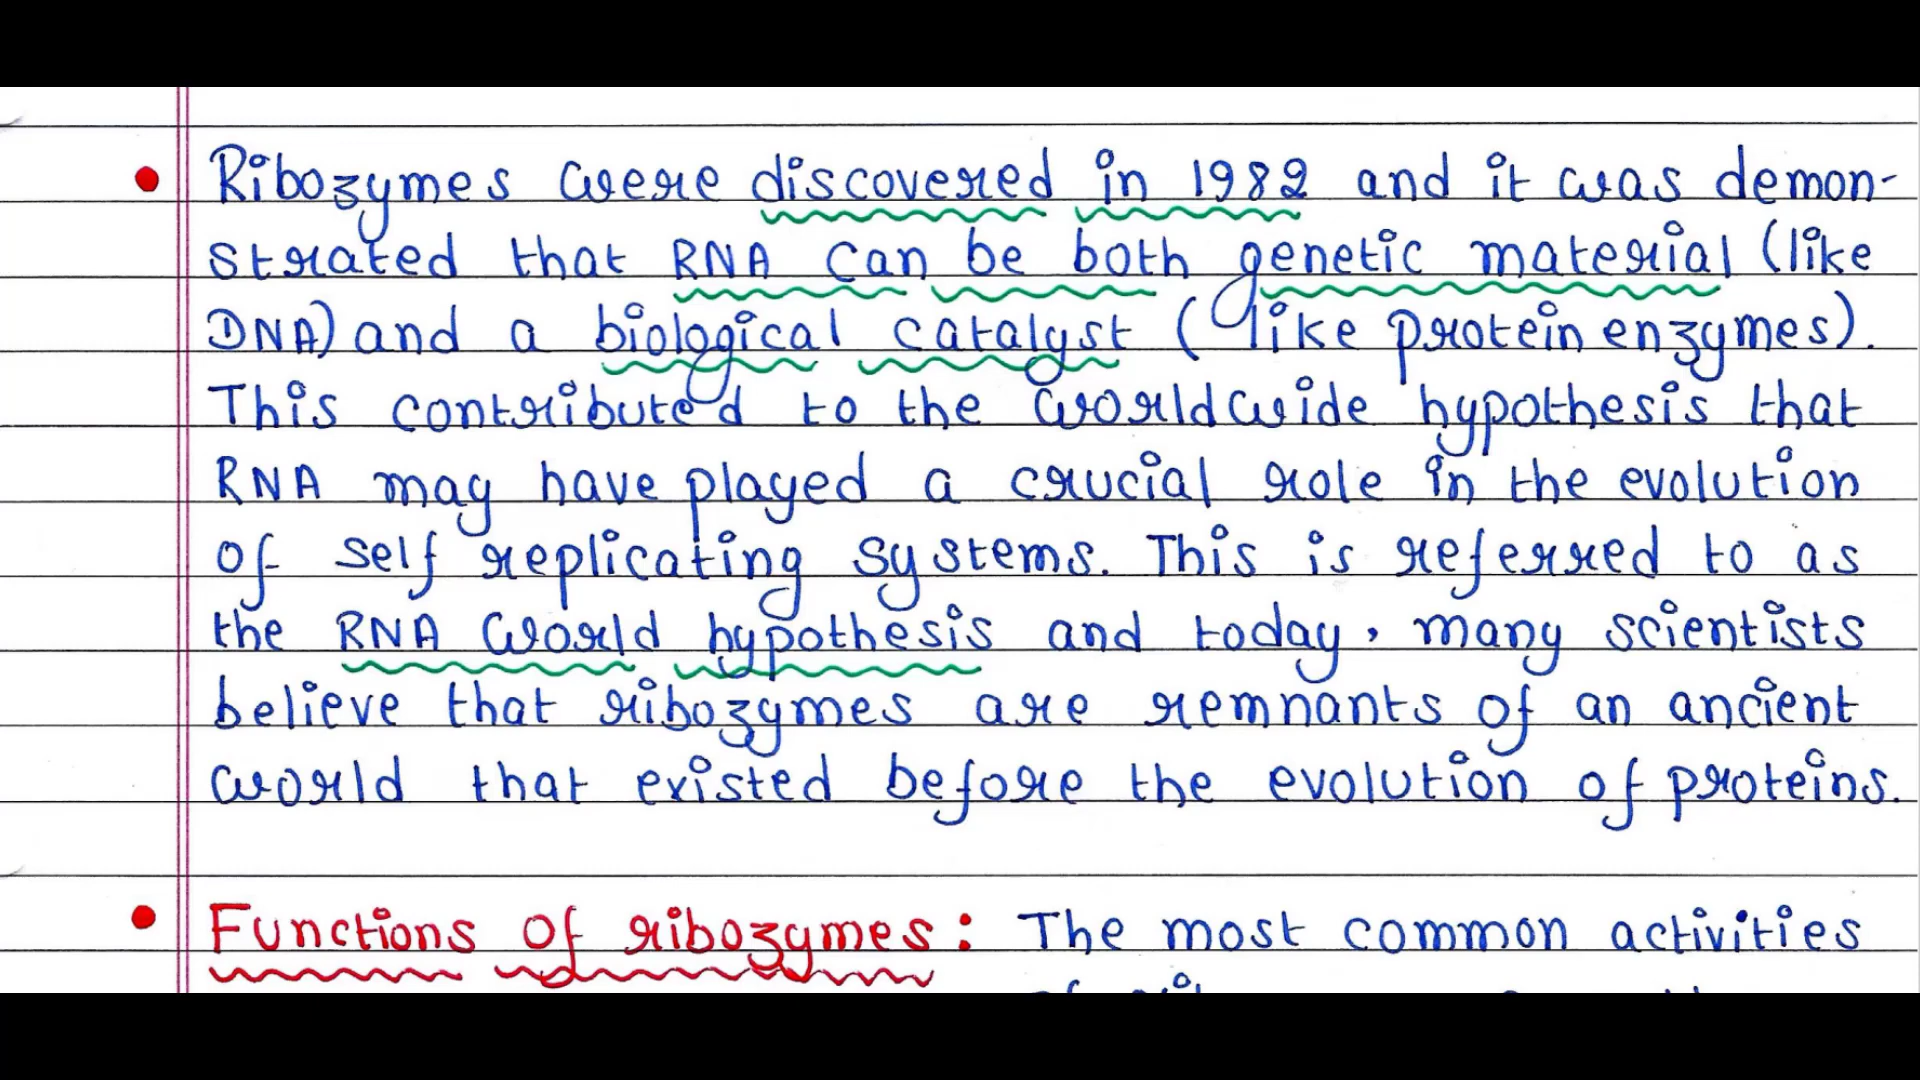 Ribozymes were discovered in 1982 and it was demon-
strated that RNA can be both genetic material (like
DNA) and a biological catalyst (like protein enzymes).
This contributed to the worldwide hypothesis that
RNA may have played a crucial role in the evolution
of self replicating systems. This is referred to as
the RNA world hypothesis and today, many scientists
believe that ribozymes are remnants of an ancient
world that existed before the evolution of proteins.
Functions of ribozymes: The most common activities